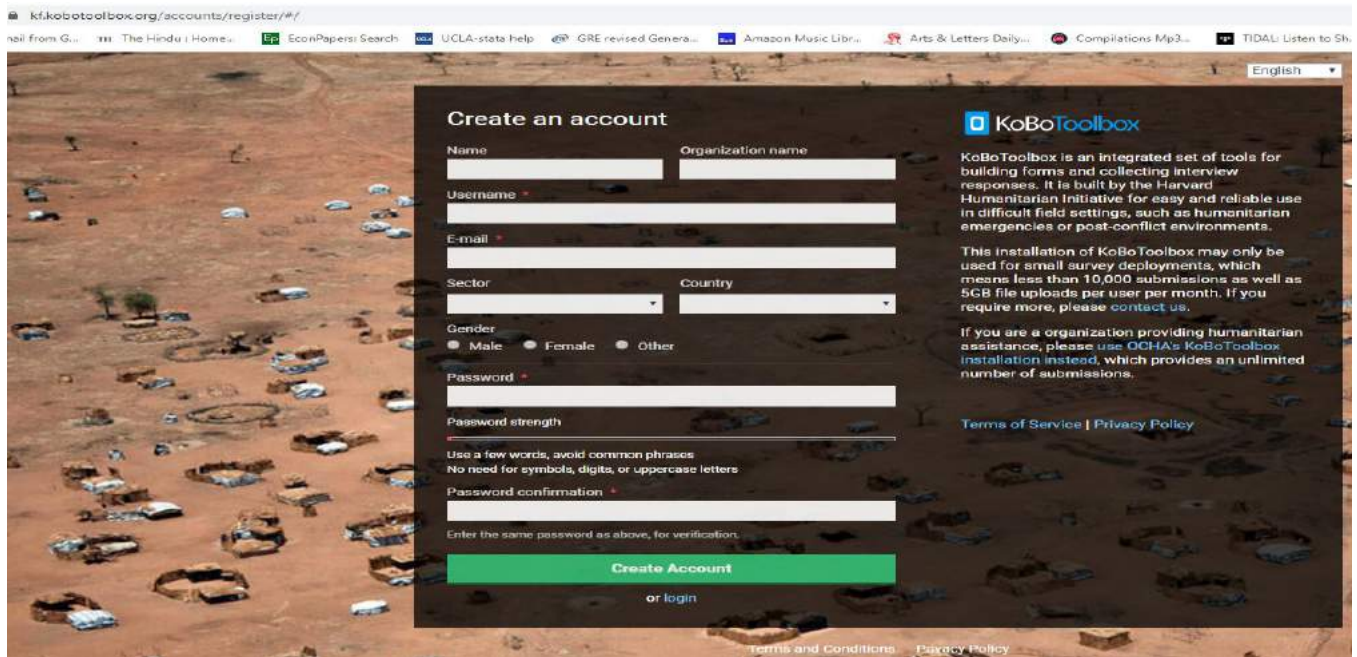 kf.kobotoolbox.org/accounts/register/#/
nail from G... The Hindu : Home... Ep EconPapers: Search UCLA-stata help GRE revised Genera... Amazon Music Libr... Arts & Letters Daily... Compilations Mp3... TIDAL: Listen to Sh
English
Create an account
Name Organization name
Username *
E-mail *
Sector Country
Gender
Male Female Other
Password *
Password strength
Use a few words, avoid common phrases
No need for symbols, digits, or uppercase letters
Password confirmation *
Enter the same password as above, for verification.
Create Account
or login
KoBoToolbox
KoBoToolbox is an integrated set of tools for
building forms and collecting interview
responses. It is built by the Harvard
Humanitarian Initiative for easy and reliable use
in difficult field settings, such as humanitarian
emergencies or post-conflict environments.
This installation of KoBoToolbox may only be
used for small survey deployments, which
means less than 10,000 submissions as well as
5GB file uploads per user per month. If you
require more, please contact us.
If you are a organization providing humanitarian
assistance, please use OCHA's KoBoToolbox
installation instead, which provides an unlimited
number of submissions.
Terms of Service | Privacy Policy
Terms and Conditions Privacy Policy